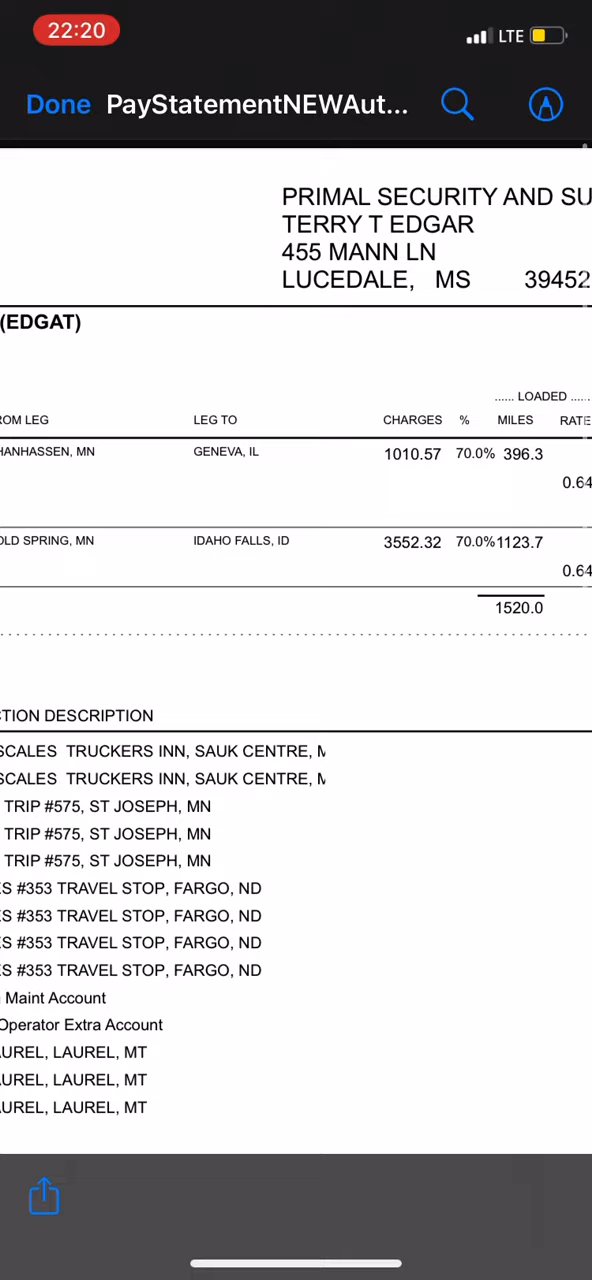 22:20 LTE
Done PayStatementNEWAut...
PRIMAL SECURITY AND SU
TERRY T EDGAR
455 MANN LN
LUCEDALE, MS 39452
(EDGAT)
...... LOADED ......
ROM LEG LEG TO CHARGES % MILES RATE
HANHASSEN, MN GENEVA, IL 1010.57 70.0% 396.3
0.64
OLD SPRING, MN IDAHO FALLS, ID 3552.32 70.0% 1123.7
0.64
1520.0
CTION DESCRIPTION
SCALES TRUCKERS INN, SAUK CENTRE, M
SCALES TRUCKERS INN, SAUK CENTRE, M
TRIP #575, ST JOSEPH, MN
TRIP #575, ST JOSEPH, MN
TRIP #575, ST JOSEPH, MN
S #353 TRAVEL STOP, FARGO, ND
S #353 TRAVEL STOP, FARGO, ND
S #353 TRAVEL STOP, FARGO, ND
S #353 TRAVEL STOP, FARGO, ND
Maint Account
Operator Extra Account
AUREL, LAUREL, MT
AUREL, LAUREL, MT
AUREL, LAUREL, MT